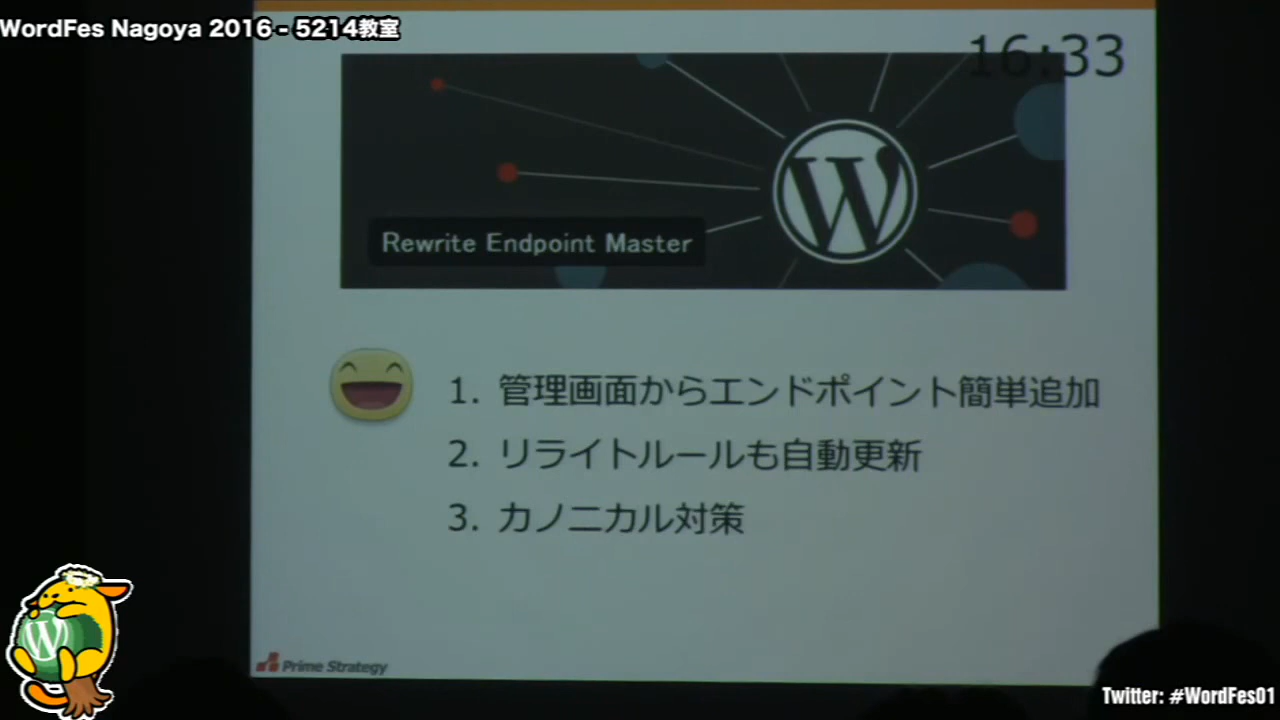 WordFes Nagoya 2016 - 5214教室
16:33
Rewrite Endpoint Master
1. 管理画面からエンドポイント簡単追加
2. リライトルールも自動更新
3. カノニカル対策
Prime Strategy
Twitter: #WordFes01